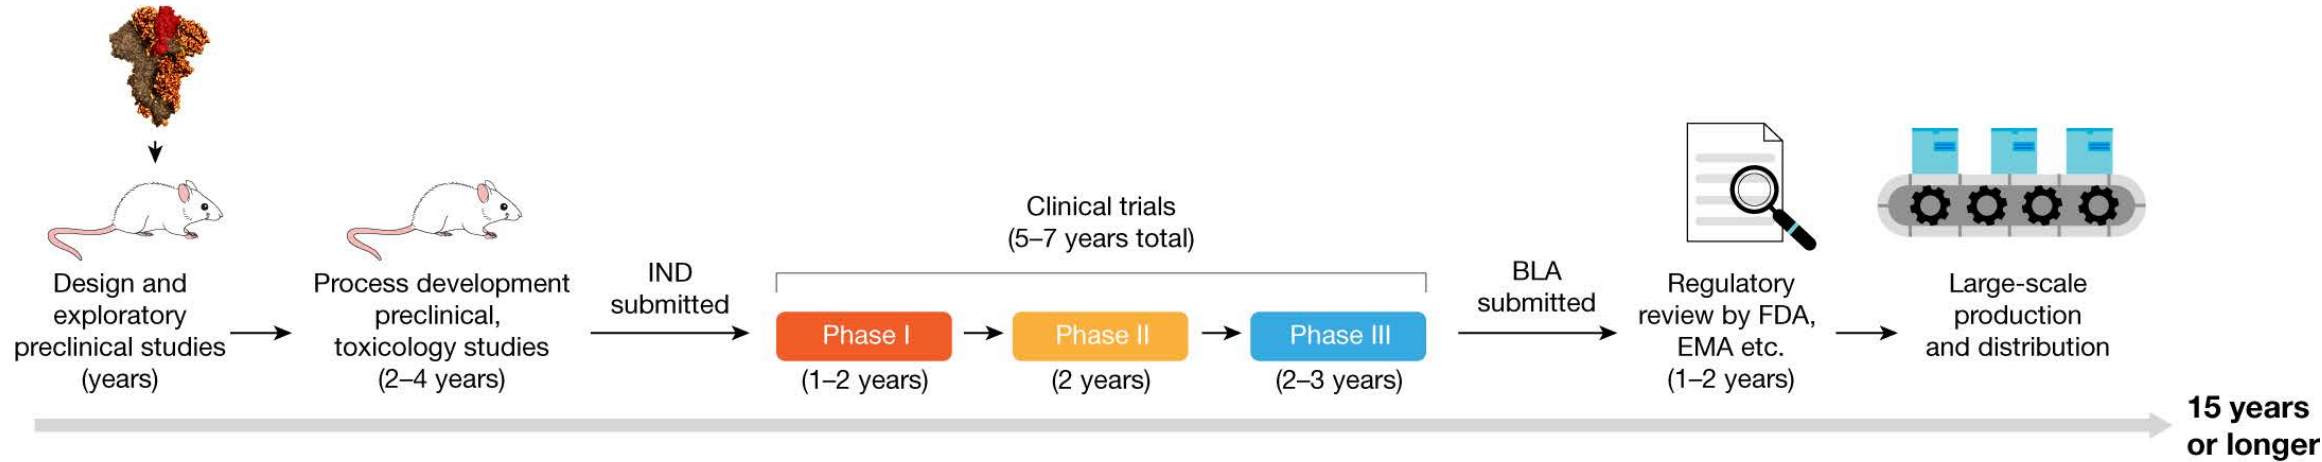 Design and
exploratory
preclinical studies
(years)
Process development
preclinical,
toxicology studies
(2–4 years)
IND
submitted
Clinical trials
(5–7 years total)
Phase I
(1–2 years)
Phase II
(2 years)
Phase III
(2–3 years)
BLA
submitted
Regulatory
review by FDA,
EMA etc.
(1–2 years)
Large-scale
production
and distribution
15 years
or longer